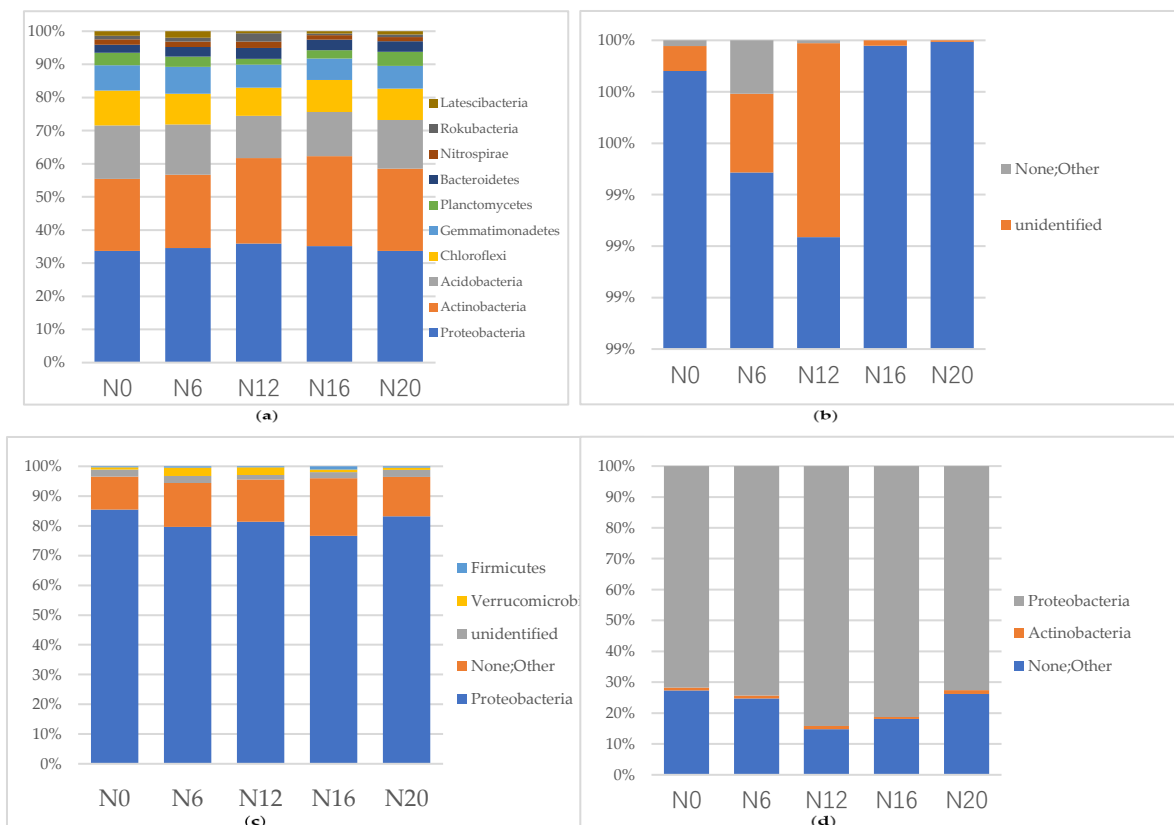 100%
90%
80%
70%
60%
50%
40%
30%
20%
10%
0%
Latescibacteria
Rokubacteria
Nitrospirae
Bacteroidetes
Planctomycetes
Gemmatimonadetes
Chloroflexi
Acidobacteria
Actinobacteria
Proteobacteria
N0 N6 N12 N16 N20
(a)
100%
100%
100%
99%
99%
99%
99%
None;Other
unidentified
N0 N6 N12 N16 N20
(b)
100%
90%
80%
70%
60%
50%
40%
30%
20%
10%
0%
Firmicutes
Verrucomicrobi
unidentified
None;Other
Proteobacteria
N0 N6 N12 N16 N20
(c)
100%
90%
80%
70%
60%
50%
40%
30%
20%
10%
0%
Proteobacteria
Actinobacteria
None;Other
N0 N6 N12 N16 N20
(d)